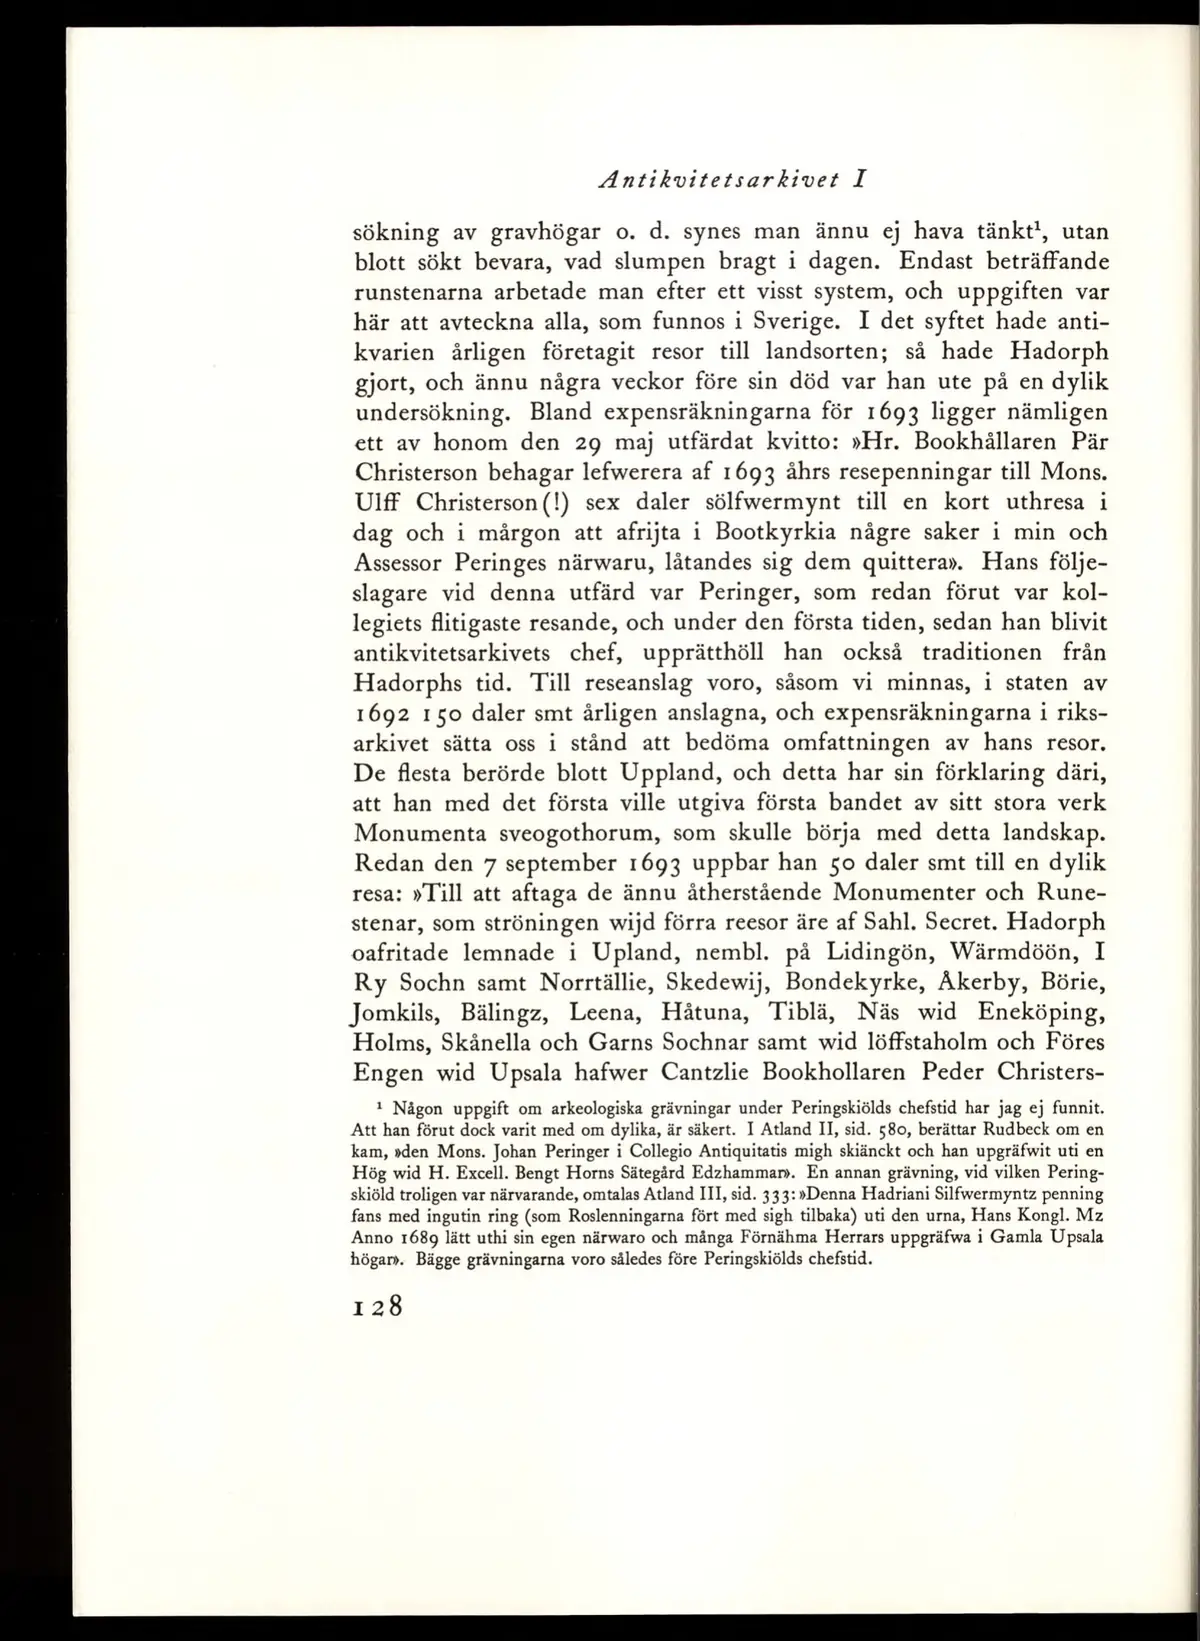 Antikvitetsarkivet I
sökning av gravhögar o. d. synes man ännu ej hava tänkt¹, utan
blott sökt bevara, vad slumpen bragt i dagen. Endast beträffande
runstenarna arbetade man efter ett visst system, och uppgiften var
här att avteckna alla, som funnos i Sverige. I det syftet hade anti-
kvarien årligen företagit resor till landsorten; så hade Hadorph
gjort, och ännu några veckor före sin död var han ute på en dylik
undersökning. Bland expensräkningarna för 1693 ligger nämligen
ett av honom den 29 maj utfärdat kvitto: »Hr. Bookhållaren Pär
Christerson behagar lefwerera af 1693 åhrs resepenningar till Mons.
Ulff Christerson(!) sex daler sölfwermynt till en kort uthresa i
dag och i mårgon att afrijta i Bootkyrkia någre saker i min och
Assessor Peringes närwaru, låtandes sig dem quittera». Hans följe-
slagare vid denna utfärd var Peringer, som redan förut var kol-
legiets flitigaste resande, och under den första tiden, sedan han blivit
antikvitetsarkivets chef, upprätthöll han också traditionen från
Hadorphs tid. Till reseanslag voro, såsom vi minnas, i staten av
1692 150 daler smt årligen anslagna, och expensräkningarna i riks-
arkivet sätta oss i stånd att bedöma omfattningen av hans resor.
De flesta berörde blott Uppland, och detta har sin förklaring däri,
att han med det första ville utgiva första bandet av sitt stora verk
Monumenta sveogothorum, som skulle börja med detta landskap.
Redan den 7 september 1693 uppbar han 50 daler smt till en dylik
resa: »Till att aftaga de ännu åtherstående Monumenter och Rune-
stenar, som ströningen wijd förra reesor äre af Sahl. Secret. Hadorph
oafritade lemnade i Upland, nembl. på Lidingön, Wärmdöön, I
Ry Sochn samt Norrtällie, Skedewij, Bondekyrke, Åkerby, Börie,
Jomkils, Bälingz, Leena, Håtuna, Tiblä, Näs wid Eneköping,
Holms, Skånella och Garns Sochnar samt wid löffstaholm och Föres
Engen wid Upsala hafwer Cantzlie Bookhollaren Peder Christers-
¹ Någon uppgift om arkeologiska grävningar under Peringskiölds chefstid har jag ej funnit.
Att han förut dock varit med om dylika, är säkert. I Atland II, sid. 580, berättar Rudbeck om en
kam, »den Mons. Johan Peringer i Collegio Antiquitatis migh skiänckt och han upgräfwit uti en
Hög wid H. Excell. Bengt Horns Sätegård Edzhammar». En annan grävning, vid vilken Pering-
skiöld troligen var närvarande, omtalas Atland III, sid. 333: »Denna Hadriani Silfwermyntz penning
fans med ingutin ring (som Roslenningarna fört med sigh tilbaka) uti den urna, Hans Kongl. Mz
Anno 1689 lätt uthi sin egen närwaro och många Förnähma Herrars uppgräfwa i Gamla Upsala
högar». Bägge grävningarna voro således före Peringskiölds chefstid.
128